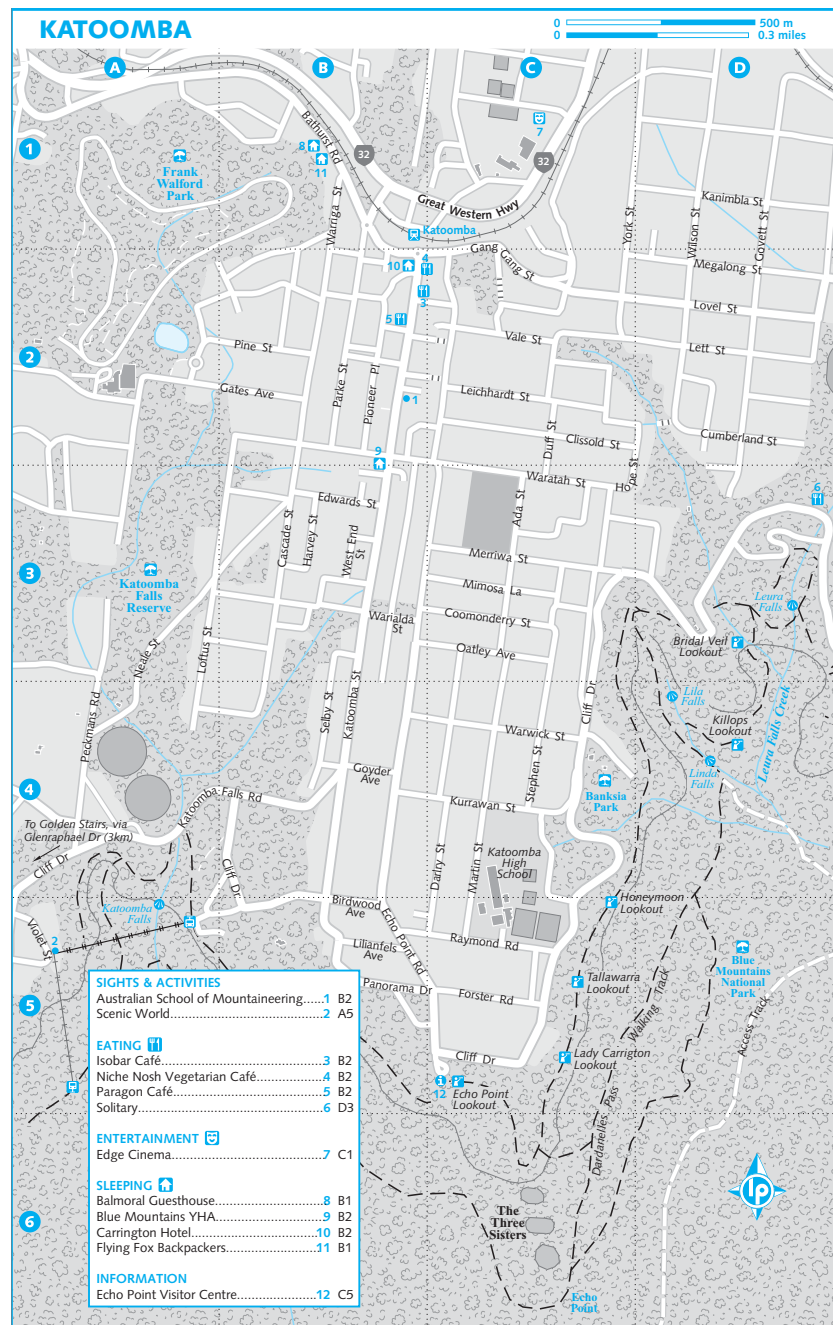 KATOOMBA
0 500 m
0 0.3 miles
A
B
C
D
1
2
3
4
5
6
Bathurst Rd
8
11
7
32
32
Frank
Walford
Park
Great Western Hwy
Warriga St
Katoomba
Kanimbla St
York St
Wilson St
Govett St
Gang Gang St
Megalong St
10
4
3
5
Lovel St
Pine St
Vale St
Lett St
Gates Ave
Parke St
Pioneer Pl
Leichhardt St
1
Duff St
Clissold St
Cumberland St
9
Waratah St
Hope St
6
Edwards St
Ada St
Cascade St
Harvey St
West End
St
Merriwa St
Katoomba
Falls
Reserve
Mimosa La
Leura
Falls
Warialda
St
Coomonderry St
Bridal Veil
Lookout
Neale St
Loftus St
Oatley Ave
Peckmans Rd
Selby St
Katoomba St
Cliff Dr
Lila
Falls
Killops
Lookout
Leura Falls Creek
Warwick St
Stephen St
Linda
Falls
Goyder
Ave
Banksia
Park
Katoomba Falls Rd
Kurrawan St
To Golden Stairs, via
Glenraphael Dr (3km)
Cliff Dr
Darley St
Martin St
Katoomba
High
School
Cliff Dr
Katoomba
Falls
Birdwood
Ave
Honeymoon
Lookout
Violet St
2
Echo Point Rd
Lilianfels
Ave
Raymond Rd
Blue
Mountains
National
Park
Panorama Dr
Forster Rd
Tallawarra
Lookout
Dardanelles Pass Walking Track
Access Track
Cliff Dr
Lady Carrigton
Lookout
12
Echo Point
Lookout
SIGHTS & ACTIVITIES
Australian School of Mountaineering......1 B2
Scenic World......2 A5
EATING
Isobar Café......3 B2
Niche Nosh Vegetarian Café......4 B2
Paragon Café......5 B2
Solitary......6 D3
ENTERTAINMENT
Edge Cinema......7 C1
SLEEPING
Balmoral Guesthouse......8 B1
Blue Mountains YHA......9 B2
Carrington Hotel......10 B2
Flying Fox Backpackers......11 B1
INFORMATION
Echo Point Visitor Centre......12 C5
The
Three
Sisters
Echo
Point
lp